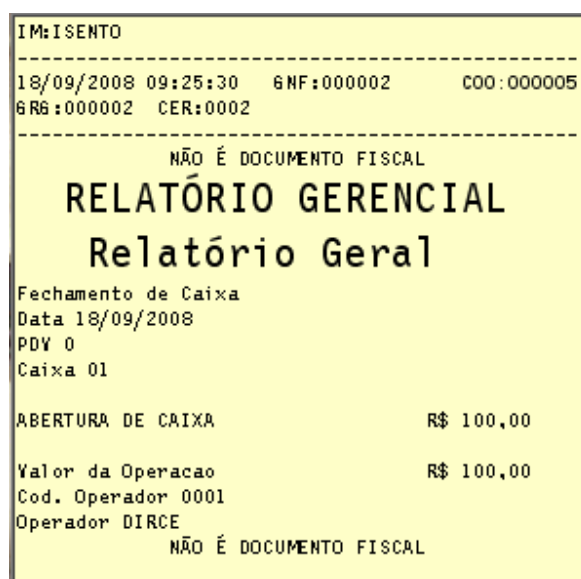 IM:ISENTO
------------------------------------------------------------
18/09/2008 09:25:30 GNF:000002 COO:000005
GRG:000002 CER:0002
------------------------------------------------------------
NÃO É DOCUMENTO FISCAL
RELATÓRIO GERENCIAL
Relatório Geral
Fechamento de Caixa
Data 18/09/2008
PDV 0
Caixa 01
ABERTURA DE CAIXA R$ 100,00
Valor da Operacao R$ 100,00
Cod. Operador 0001
Operador DIRCE
NÃO É DOCUMENTO FISCAL